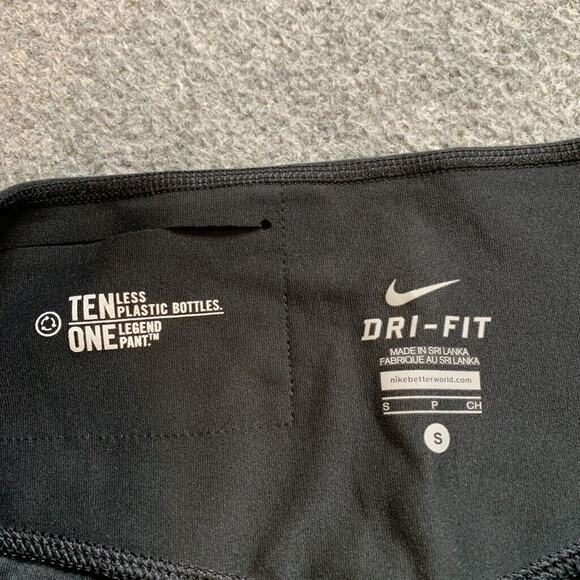 TEN LESS PLASTIC BOTTLES.
ONE LEGEND PANT.™
DRI-FIT
MADE IN SRI LANKA
FABRIQUE AU SRI LANKA
nikebetterworld.com
S P CH
S